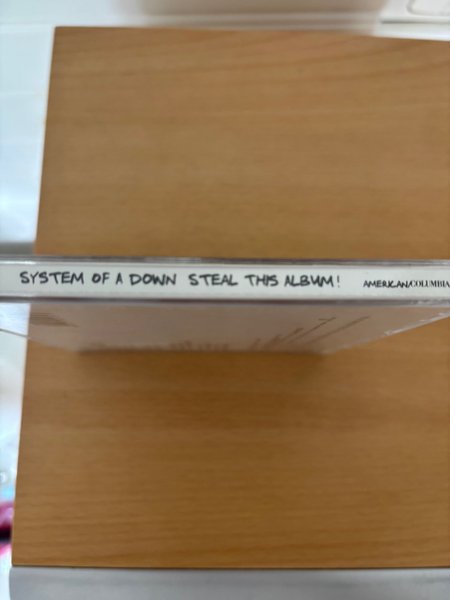 SYSTEM OF A DOWN STEAL THIS ALBUM! AMERICAN/COLUMBIA